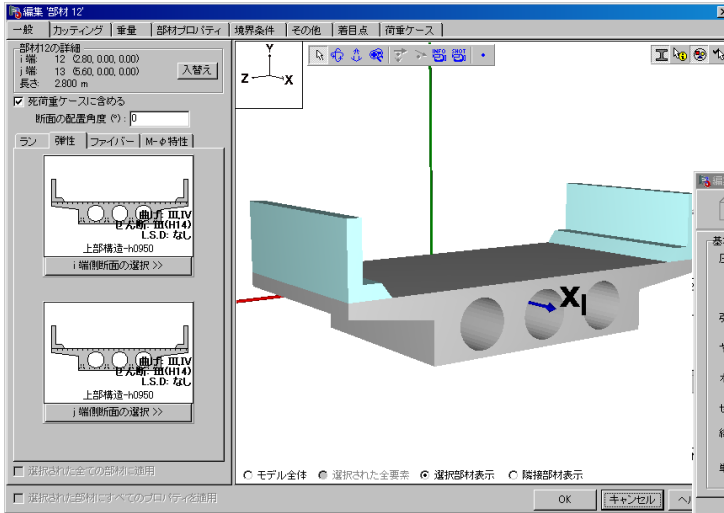 編集 '部材 12'
一般 カッティング 重量 部材プロパティ 境界条件 その他 着目点 荷重ケース
部材12の詳細
i 端: 12 (2.80, 0.00, 0.00)
j 端: 13 (5.60, 0.00, 0.00)
長さ 2.800 m
入替え
死荷重ケースに含める
断面の配置角度 (°): 0
ラン 弾性 ファイバー M-φ特性
曲げ: III,IV
せん断: III(H14)
L.S.D: なし
上部構造-h0950
i 端側断面の選択 >>
曲げ: III,IV
せん断: III(H14)
L.S.D: なし
上部構造-h0950
j 端側断面の選択 >>
選択された全ての部材に適用
選択された部材にすべてのプロパティを適用
Y
Z X
INFO SHOT
Xl
モデル全体 選択された全要素 選択部材表示 隣接部材表示
OK キャンセル ヘル
編
基